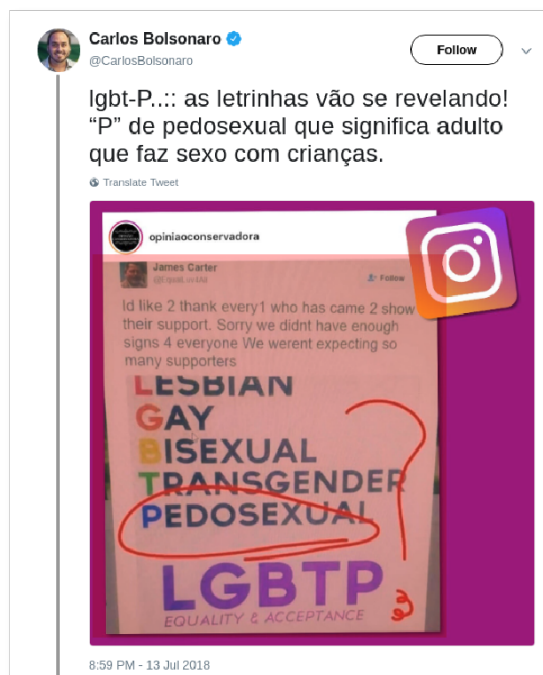 Carlos Bolsonaro
@CarlosBolsonaro
Follow
lgbt-P..:: as letrinhas vão se revelando!
“P” de pedosexual que significa adulto
que faz sexo com crianças.
Translate Tweet
opiniaoconservadora
James Carter
Follow
Id like 2 thank every1 who has came 2 show
their support. Sorry we didnt have enough
signs 4 everyone We werent expecting so
many supporters
LESBIAN
GAY
BISEXUAL
TRANSGENDER
PEDOSEXUAL
LGBTP
EQUALITY & ACCEPTANCE
8:59 PM - 13 Jul 2018